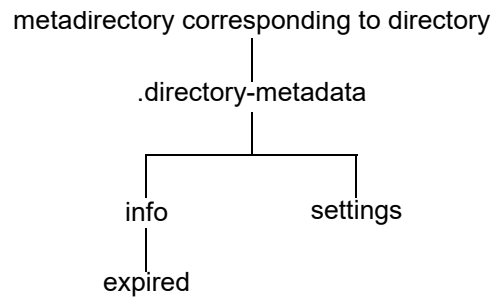 metadirectory corresponding to directory
.directory-metadata
info
settings
expired